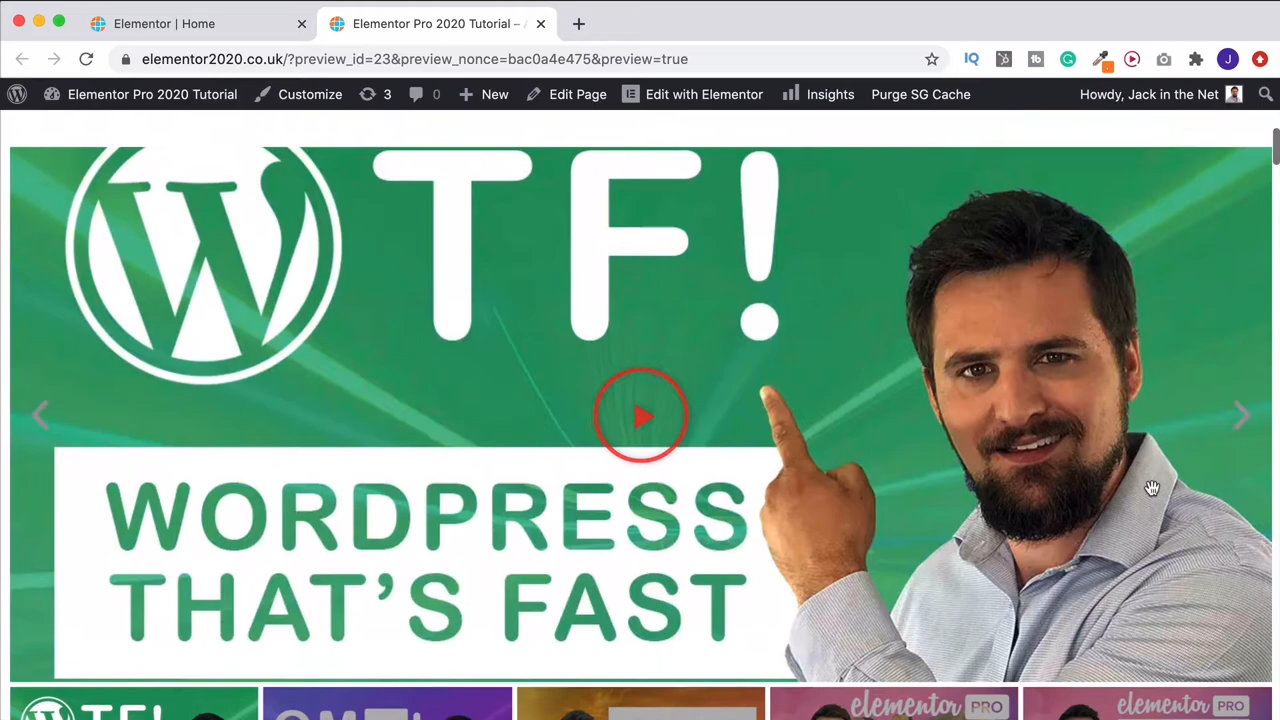 Elementor | Home
Elementor Pro 2020 Tutorial –
elementor2020.co.uk/?preview_id=23&preview_nonce=bac0a4e475&preview=true
Elementor Pro 2020 Tutorial Customize 3 0 New Edit Page Edit with Elementor Insights Purge SG Cache Howdy, Jack in the Net
W TF!
WORDPRESS
THAT'S FAST
TF! elementor PRO elementor PRO